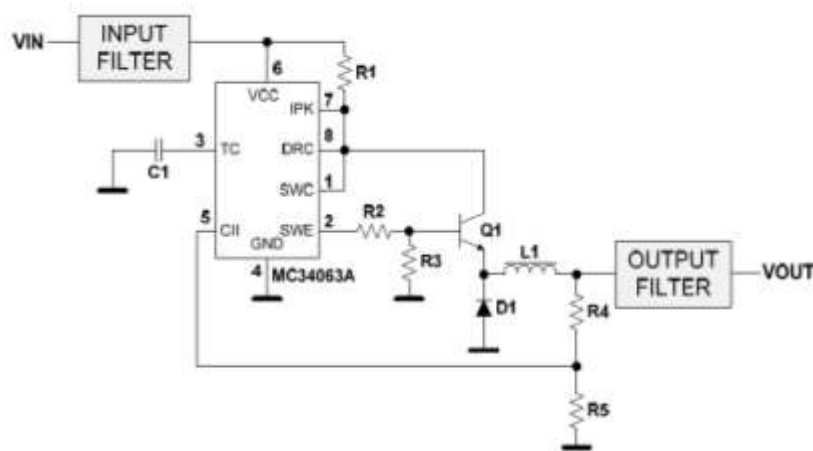 VIN
INPUT
FILTER
6
R1
VCC
IPK
7
3
TC
DRC
8
C1
SWC
1
5
CII
SWE
2
R2
Q1
GND
4
MC34063A
R3
L1
OUTPUT
FILTER
VOUT
D1
R4
R5